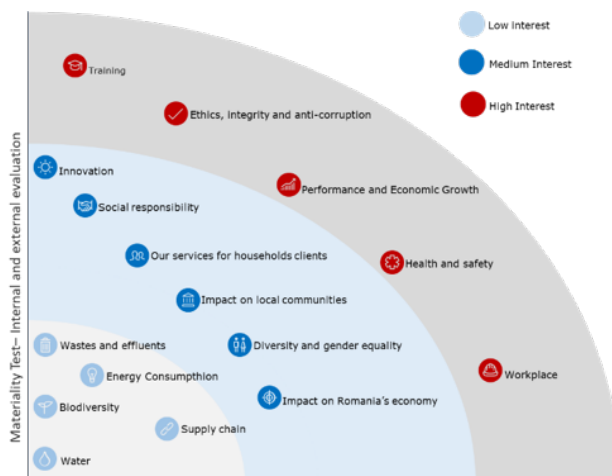 Low interest
Medium Interest
High Interest
Training
Ethics, integrity and anti-corruption
Innovation
Performance and Economic Growth
Social responsibility
Our services for households clients
Health and safety
Impact on local communities
Wastes and effluents
Diversity and gender equality
Energy Consumpthion
Workplace
Biodiversity
Impact on Romania's economy
Supply chain
Water
Materiality Test– Internal and external evaluation